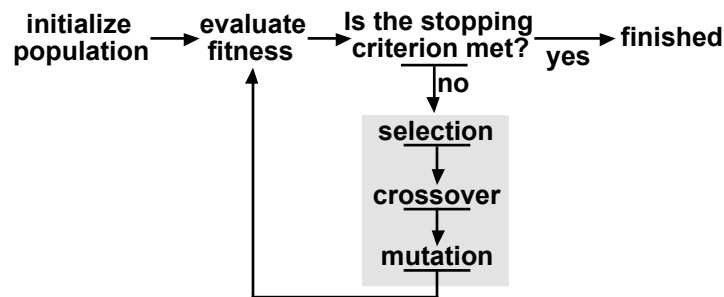 initialize
population
evaluate
fitness
Is the stopping
criterion met?
yes
finished
no
selection
crossover
mutation